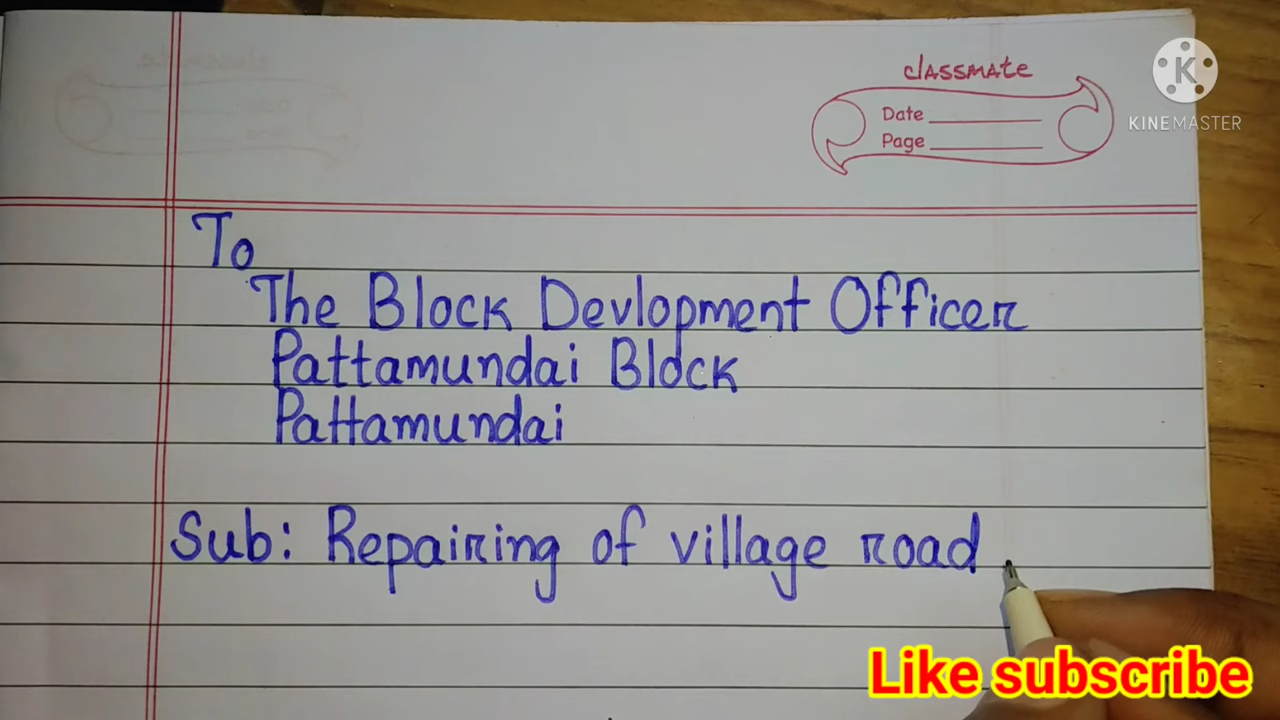 classmate
Date
Page
KINEMASTER
To
The Block Devlopment Officer
Pattamundai Block
Pattamundai
Sub: Repairing of village road
Like subscribe